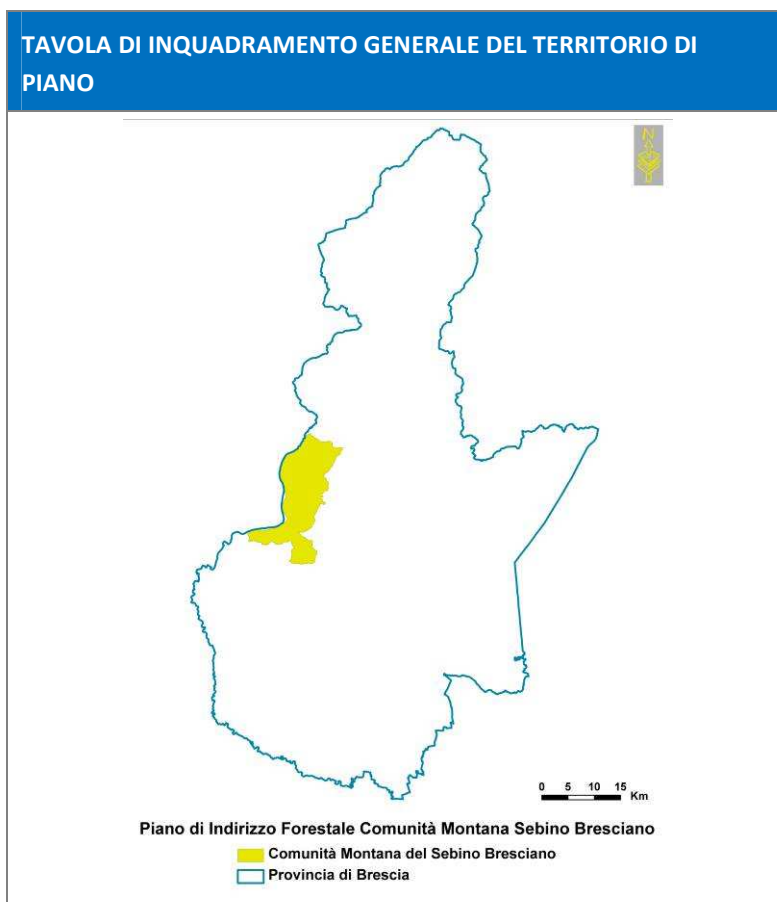 TAVOLA DI INQUADRAMENTO GENERALE DEL TERRITORIO DI
PIANO
N
0 5 10 15
Km
Piano di Indirizzo Forestale Comunità Montana Sebino Bresciano
Comunità Montana del Sebino Bresciano
Provincia di Brescia